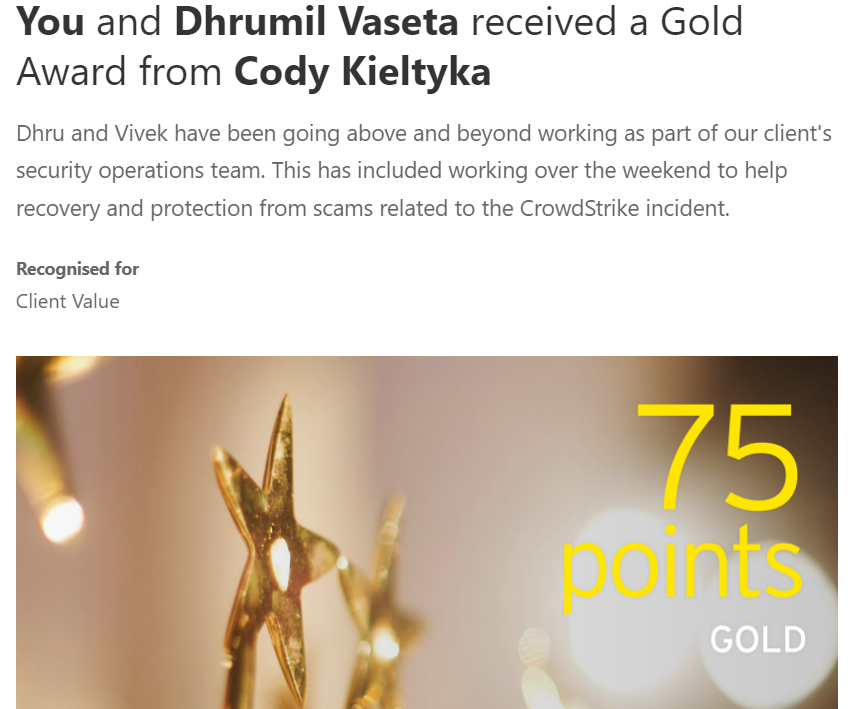 You and Dhrumil Vaseta received a Gold
Award from Cody Kieltyka
Dhru and Vivek have been going above and beyond working as part of our client's
security operations team. This has included working over the weekend to help
recovery and protection from scams related to the CrowdStrike incident.
Recognised for
Client Value
75
points
GOLD